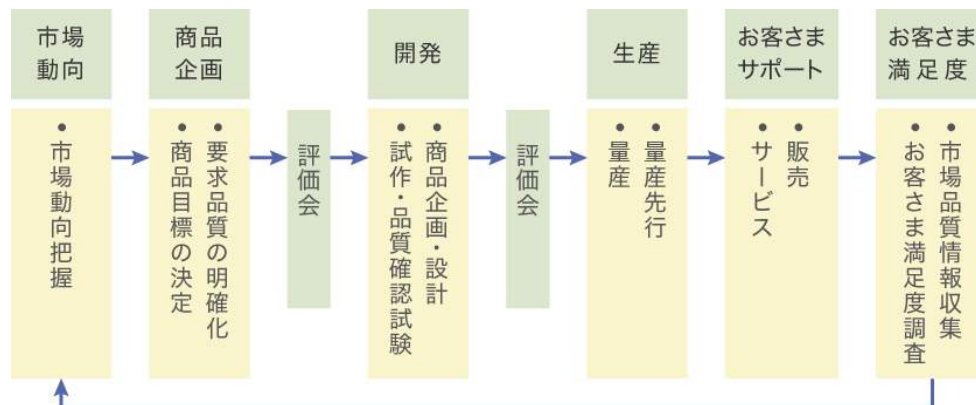 市場
動向
• 市場動向把握
商品
企画
• 要求品質の明確化
• 商品目標の決定
評価会
開発
• 商品企画・設計
• 試作・品質確認試験
評価会
生産
• 量産先行
• 量産
お客さま
サポート
• 販売
• サービス
お客さま
満足度
• 市場品質情報収集
• お客さま満足度調査